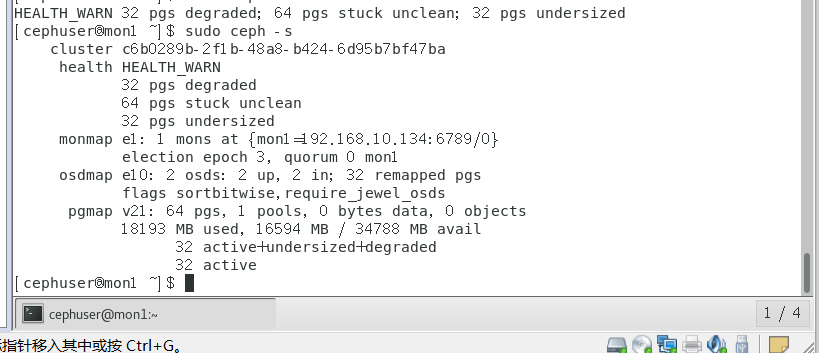 HEALTH_WARN 32 pgs degraded; 64 pgs stuck unclean; 32 pgs undersized
[cephuser@mon1 ~]$ sudo ceph -s
    cluster c6b0289b-2f1b-48a8-b424-6d95b7bf47ba
     health HEALTH_WARN
            32 pgs degraded
            64 pgs stuck unclean
            32 pgs undersized
     monmap e1: 1 mons at {mon1=192.168.10.134:6789/0}
            election epoch 3, quorum 0 mon1
     osdmap e10: 2 osds: 2 up, 2 in; 32 remapped pgs
            flags sortbitwise,require_jewel_osds
      pgmap v21: 64 pgs, 1 pools, 0 bytes data, 0 objects
            18193 MB used, 16594 MB / 34788 MB avail
                  32 active+undersized+degraded
                  32 active
[cephuser@mon1 ~]$
cephuser@mon1:~
1 / 4
指针移入其中或按 Ctrl+G。